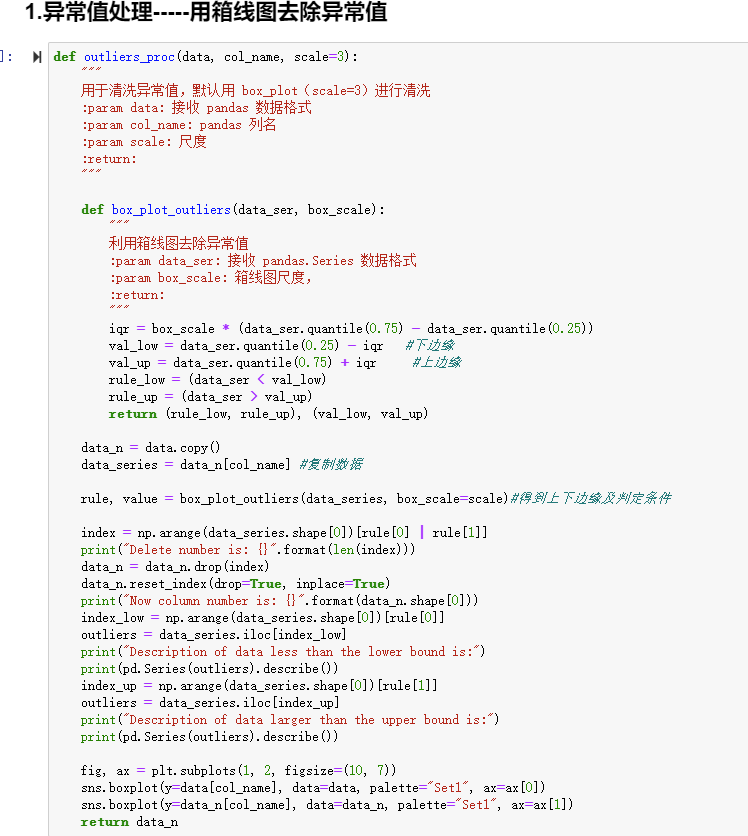 1.异常值处理-----用箱线图去除异常值
]:
def outliers_proc(data, col_name, scale=3):
    """
    用于清洗异常值，默认用 box_plot（scale=3）进行清洗
    :param data: 接收 pandas 数据格式
    :param col_name: pandas 列名
    :param scale: 尺度
    :return:
    """

    def box_plot_outliers(data_ser, box_scale):
        """
        利用箱线图去除异常值
        :param data_ser: 接收 pandas.Series 数据格式
        :param box_scale: 箱线图尺度，
        :return:
        """
        iqr = box_scale * (data_ser.quantile(0.75) - data_ser.quantile(0.25))
        val_low = data_ser.quantile(0.25) - iqr   #下边缘
        val_up = data_ser.quantile(0.75) + iqr     #上边缘
        rule_low = (data_ser < val_low)
        rule_up = (data_ser > val_up)
        return (rule_low, rule_up), (val_low, val_up)

    data_n = data.copy()
    data_series = data_n[col_name] #复制数据

    rule, value = box_plot_outliers(data_series, box_scale=scale)#得到上下边缘及判定条件

    index = np.arange(data_series.shape[0])[rule[0] | rule[1]]
    print("Delete number is: {}".format(len(index)))
    data_n = data_n.drop(index)
    data_n.reset_index(drop=True, inplace=True)
    print("Now column number is: {}".format(data_n.shape[0]))
    index_low = np.arange(data_series.shape[0])[rule[0]]
    outliers = data_series.iloc[index_low]
    print("Description of data less than the lower bound is:")
    print(pd.Series(outliers).describe())
    index_up = np.arange(data_series.shape[0])[rule[1]]
    outliers = data_series.iloc[index_up]
    print("Description of data larger than the upper bound is:")
    print(pd.Series(outliers).describe())

    fig, ax = plt.subplots(1, 2, figsize=(10, 7))
    sns.boxplot(y=data[col_name], data=data, palette="Set1", ax=ax[0])
    sns.boxplot(y=data_n[col_name], data=data_n, palette="Set1", ax=ax[1])
    return data_n